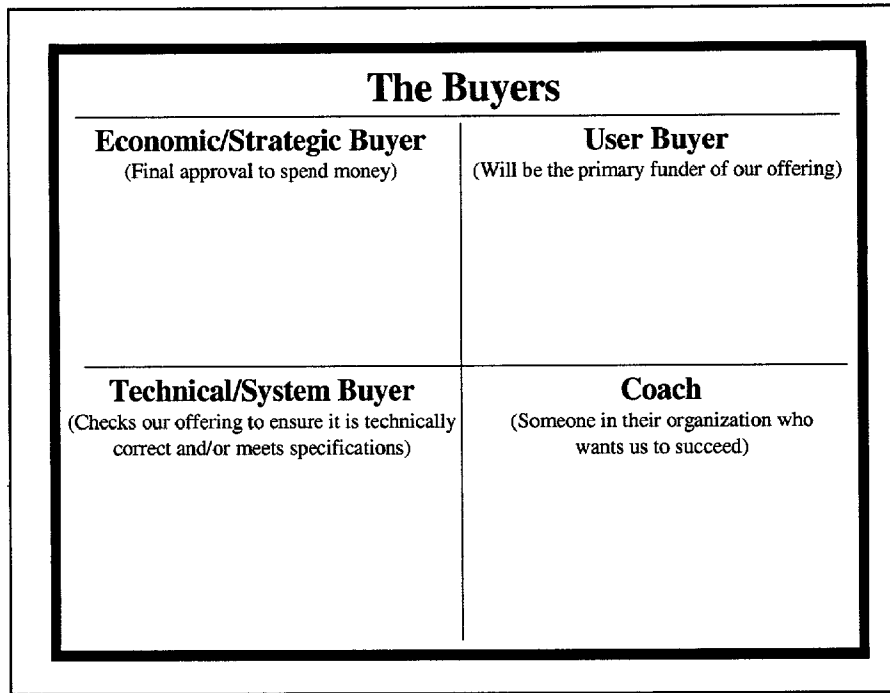 The Buyers
Economic/Strategic Buyer
(Final approval to spend money)
User Buyer
(Will be the primary funder of our offering)
Technical/System Buyer
(Checks our offering to ensure it is technically
correct and/or meets specifications)
Coach
(Someone in their organization who
wants us to succeed)